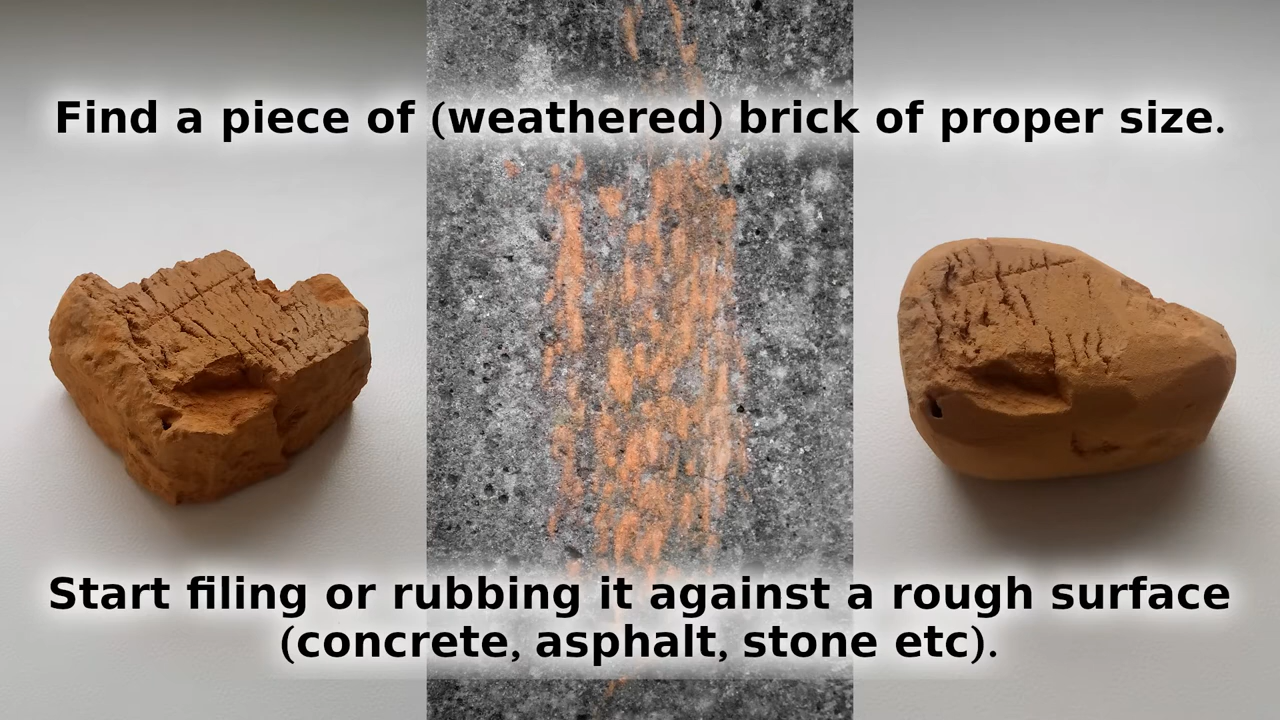 Find a piece of (weathered) brick of proper size.
Start filing or rubbing it against a rough surface
(concrete, asphalt, stone etc).